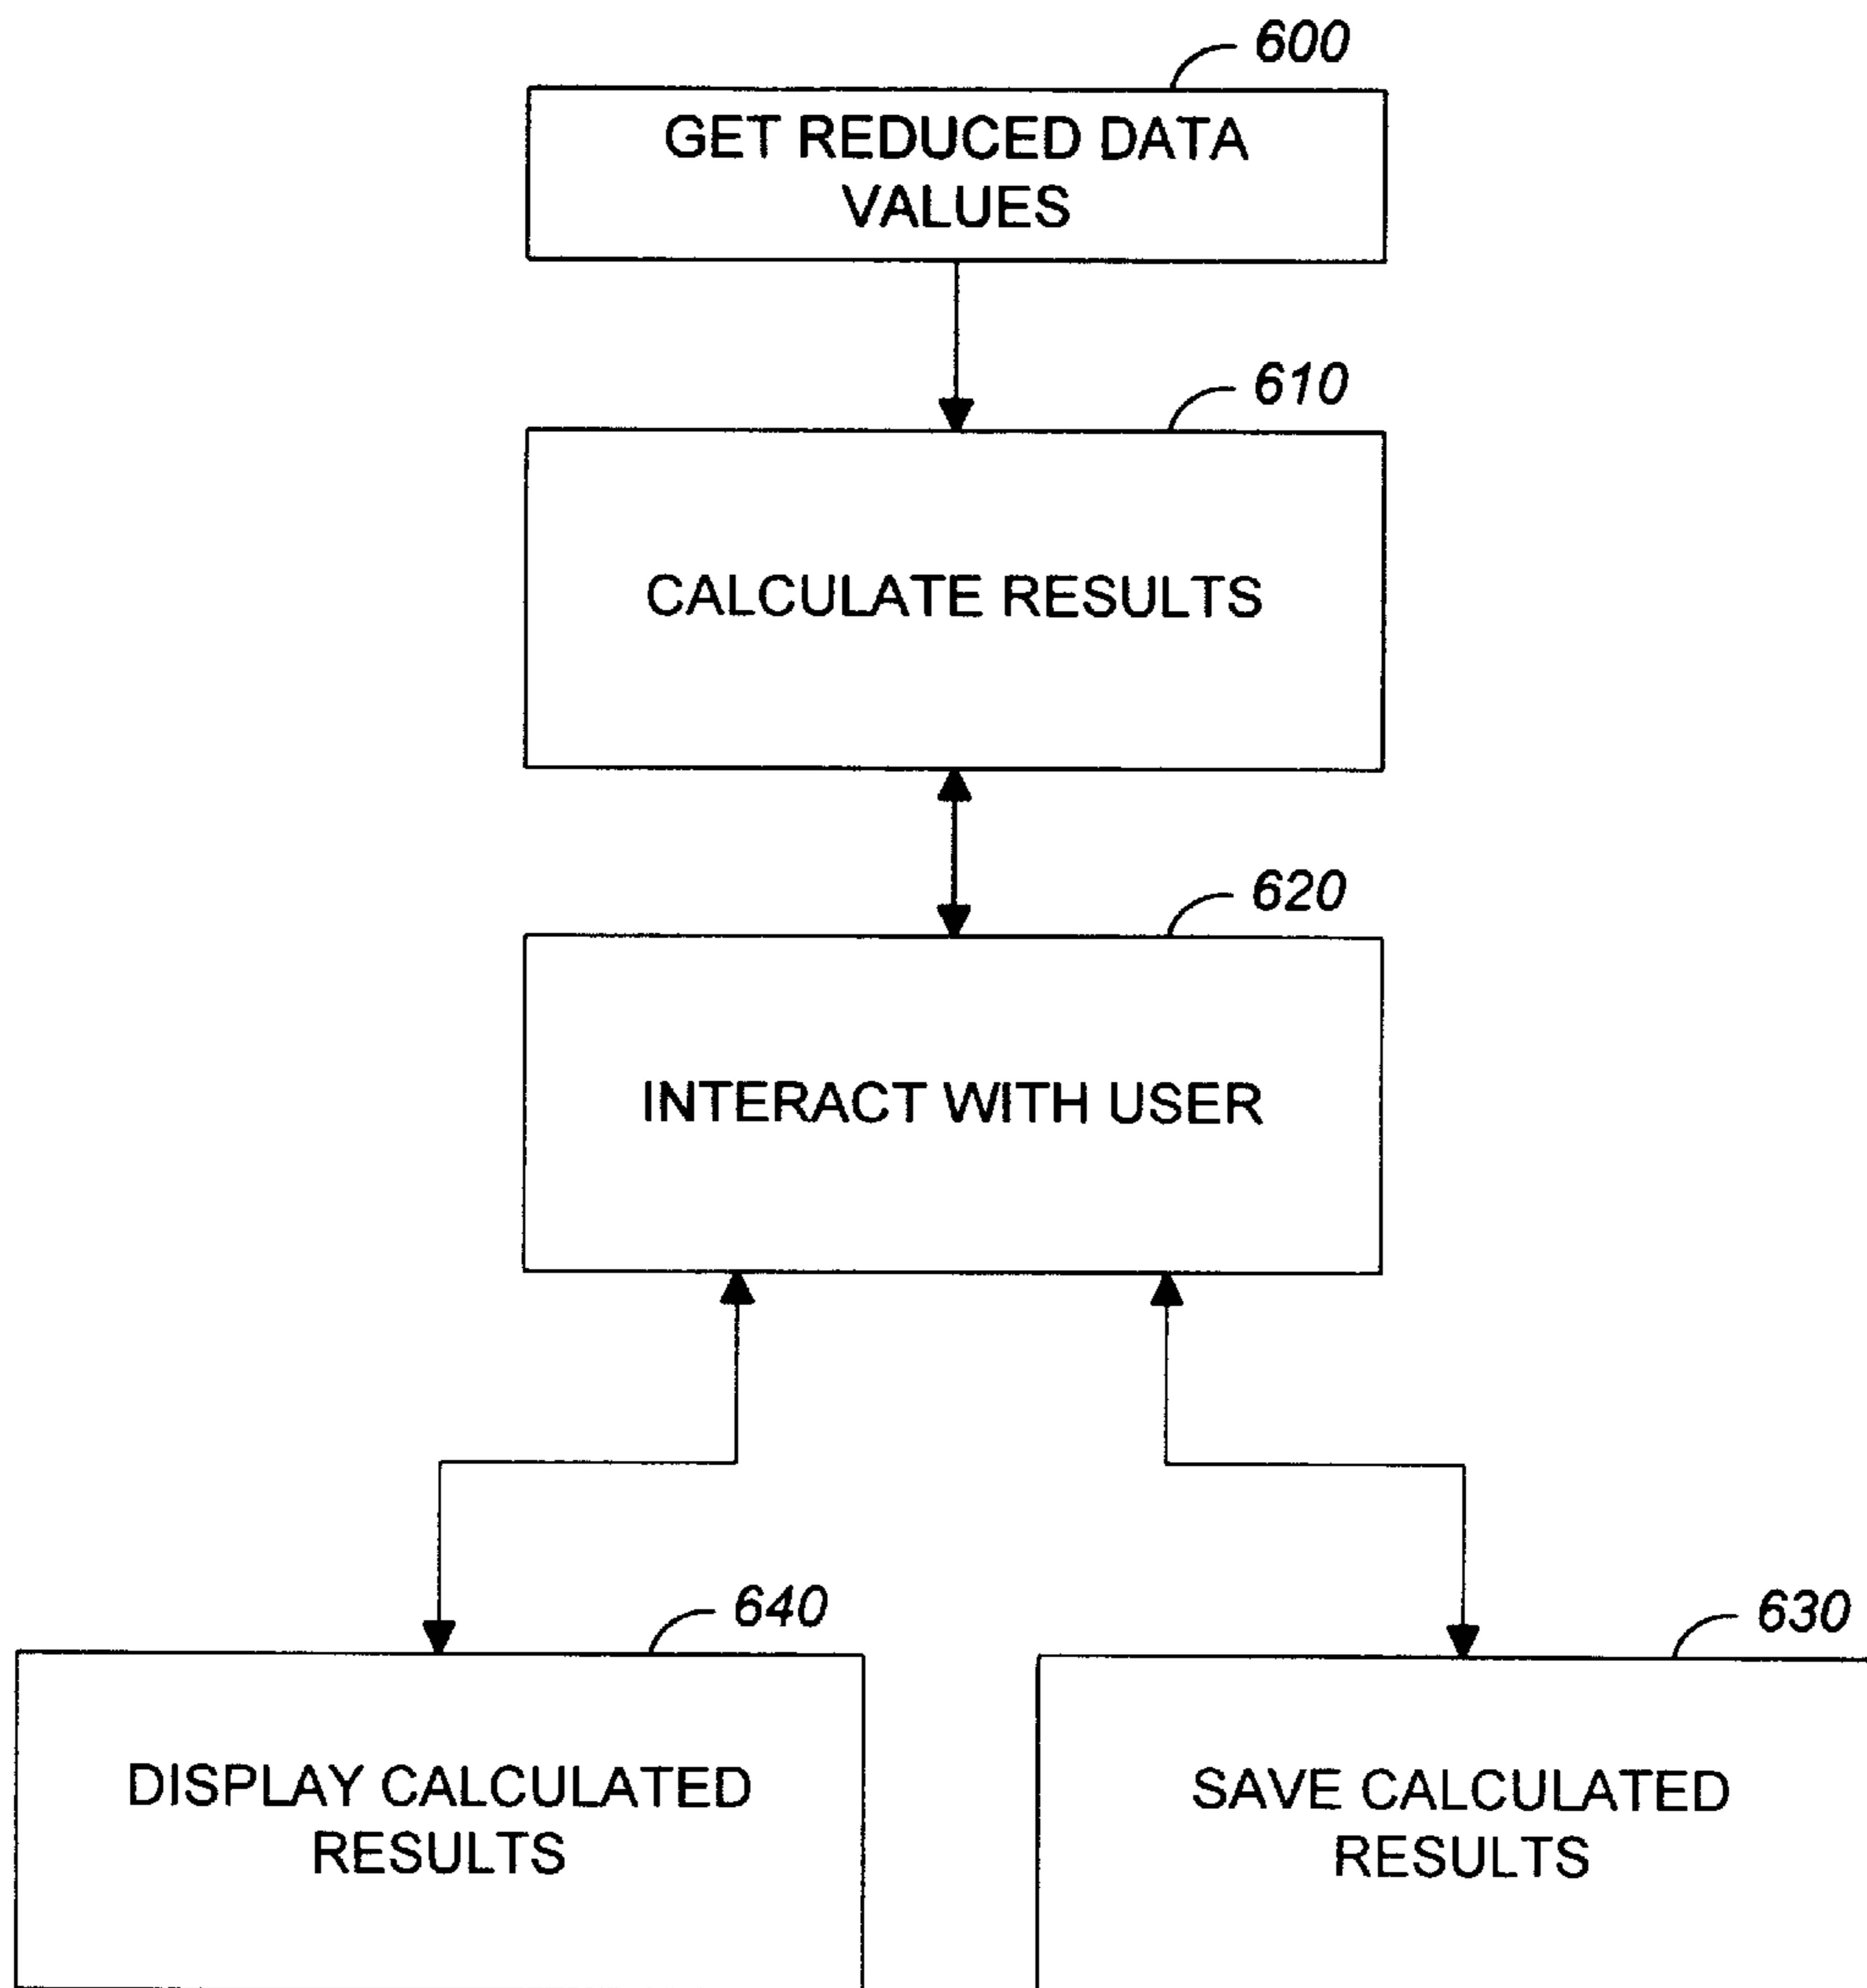 600
GET REDUCED DATA
VALUES
610
CALCULATE RESULTS
620
INTERACT WITH USER
640
DISPLAY CALCULATED
RESULTS
630
SAVE CALCULATED
RESULTS